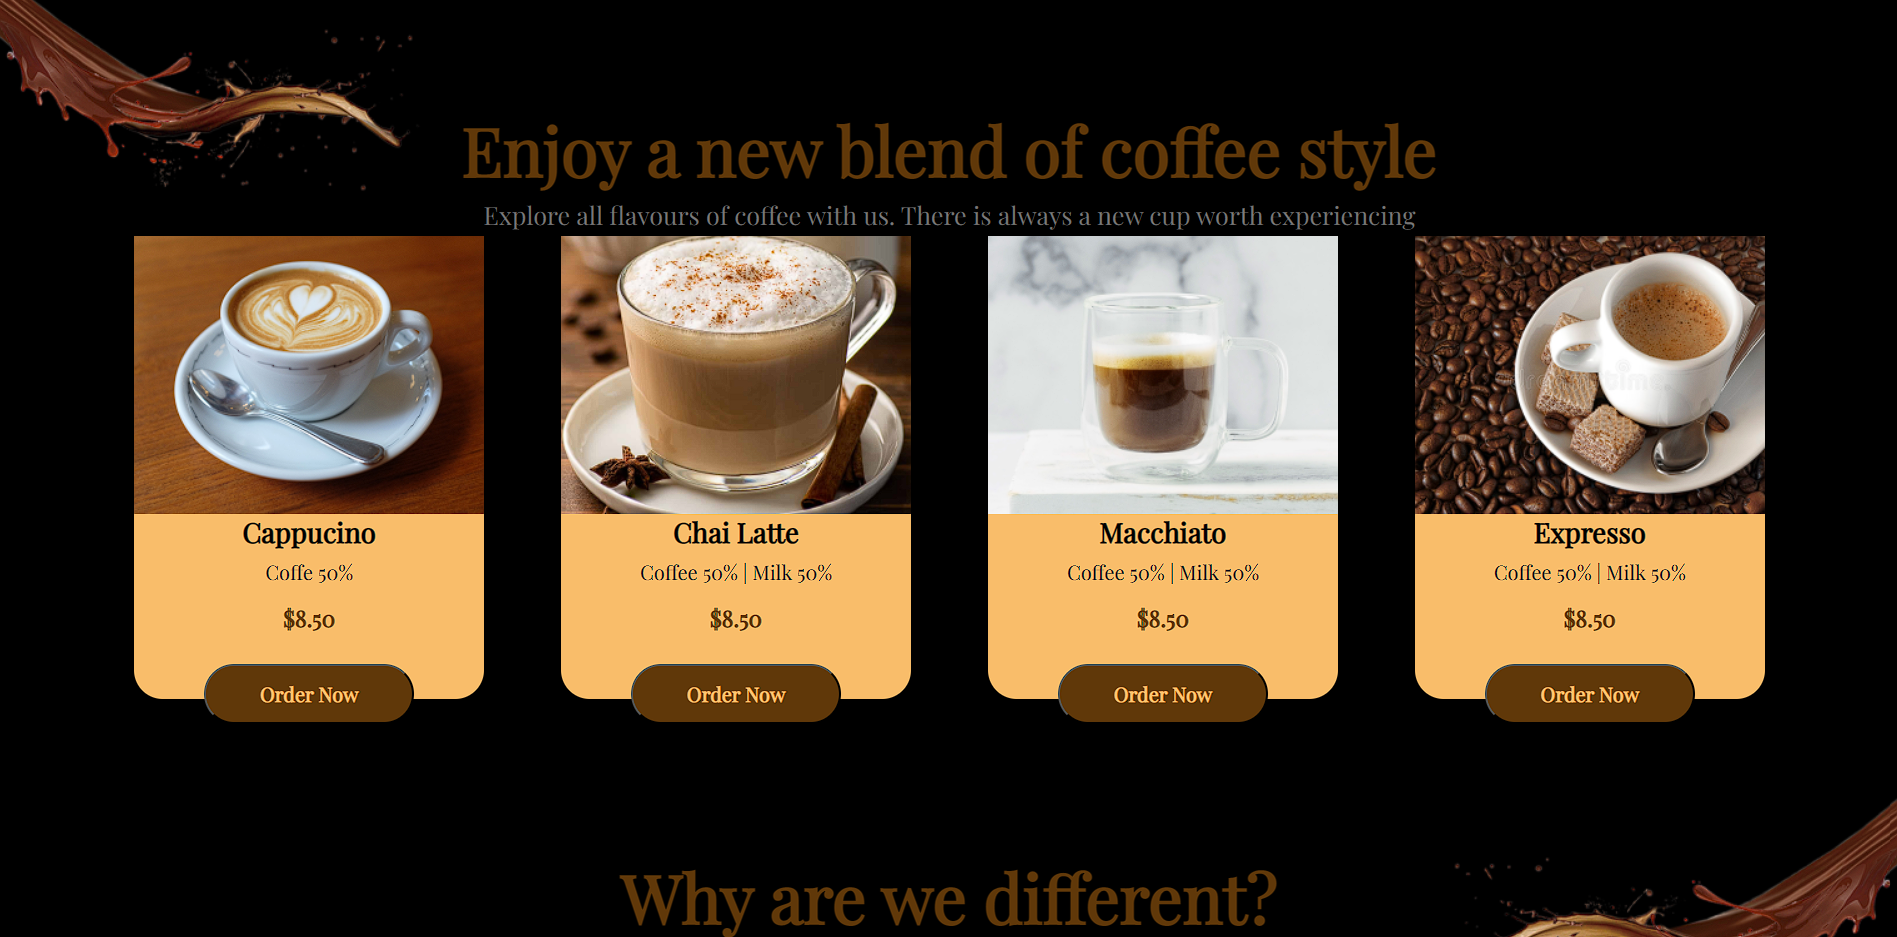 Enjoy a new blend of coffee style
Explore all flavours of coffee with us. There is always a new cup worth experiencing
Cappucino
Coffe 50%
$8.50
Order Now
Chai Latte
Coffee 50% | Milk 50%
$8.50
Order Now
Macchiato
Coffee 50% | Milk 50%
$8.50
Order Now
Expresso
Coffee 50% | Milk 50%
$8.50
Order Now
Why are we different?